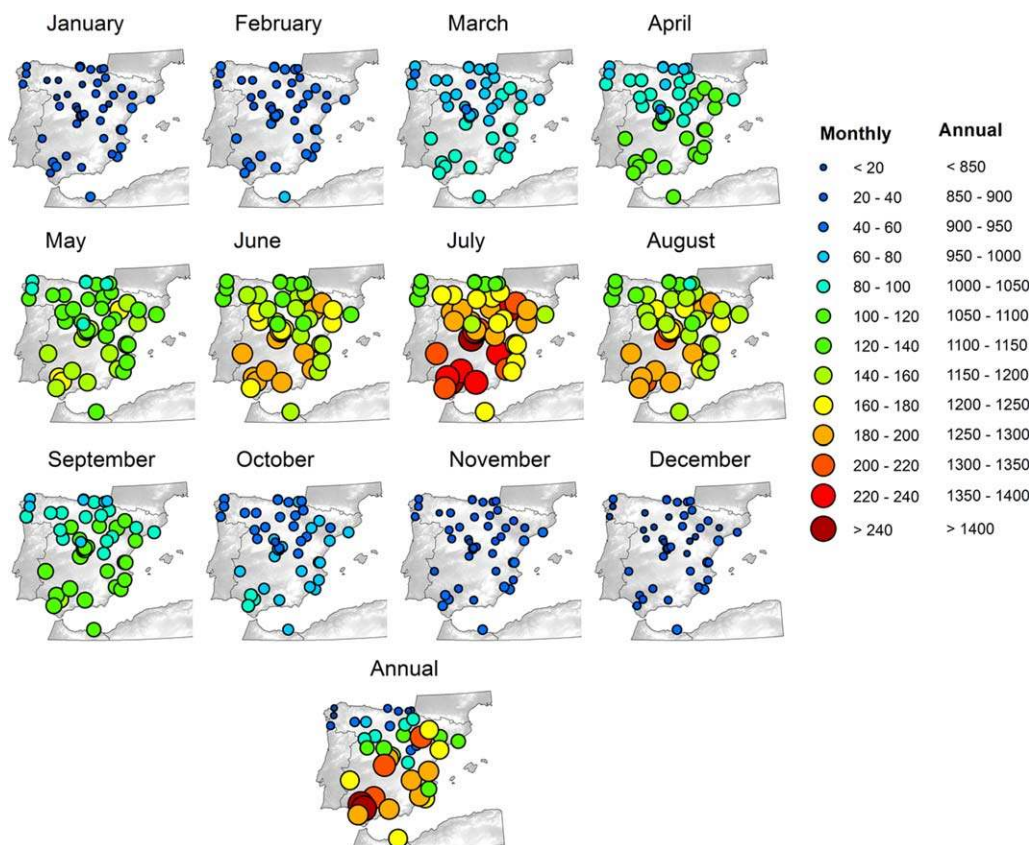 January
February
March
April
May
June
July
August
September
October
November
December
Annual
Monthly Annual
< 20 < 850
20 - 40 850 - 900
40 - 60 900 - 950
60 - 80 950 - 1000
80 - 100 1000 - 1050
100 - 120 1050 - 1100
120 - 140 1100 - 1150
140 - 160 1150 - 1200
160 - 180 1200 - 1250
180 - 200 1250 - 1300
200 - 220 1300 - 1350
220 - 240 1350 - 1400
> 240 > 1400